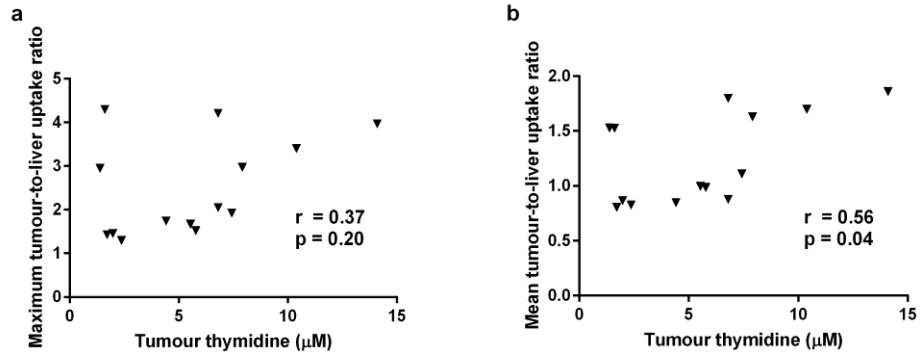 a
Maximum tumour-to-liver uptake ratio
5
4
3
2
1
0
0 5 10 15
Tumour thymidine (μM)
r = 0.37
p = 0.20
b
Mean tumour-to-liver uptake ratio
2.0
1.5
1.0
0.5
0.0
0 5 10 15
Tumour thymidine (μM)
r = 0.56
p = 0.04